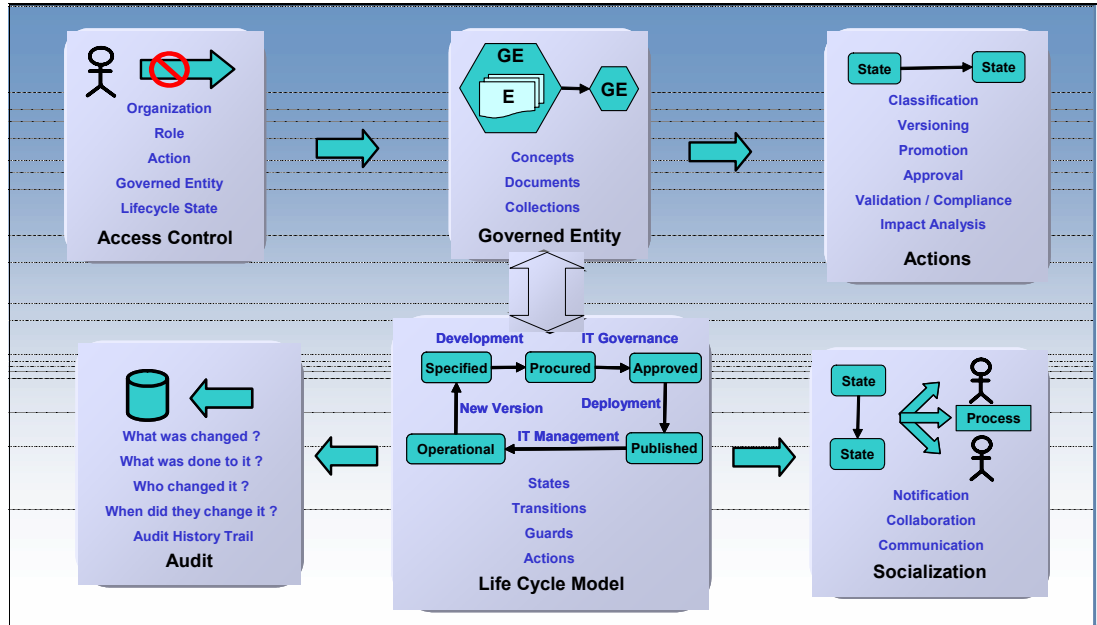 Organization
Role
Action
Governed Entity
Lifecycle State
Access Control
GE
E
GE
Concepts
Documents
Collections
Governed Entity
State
State
Classification
Versioning
Promotion
Approval
Validation / Compliance
Impact Analysis
Actions
What was changed ?
What was done to it ?
Who changed it ?
When did they change it ?
Audit History Trail
Audit
Development
IT Governance
Specified
Procured
Approved
New Version
Deployment
IT Management
Operational
Published
States
Transitions
Guards
Actions
Life Cycle Model
State
Process
State
Notification
Collaboration
Communication
Socialization